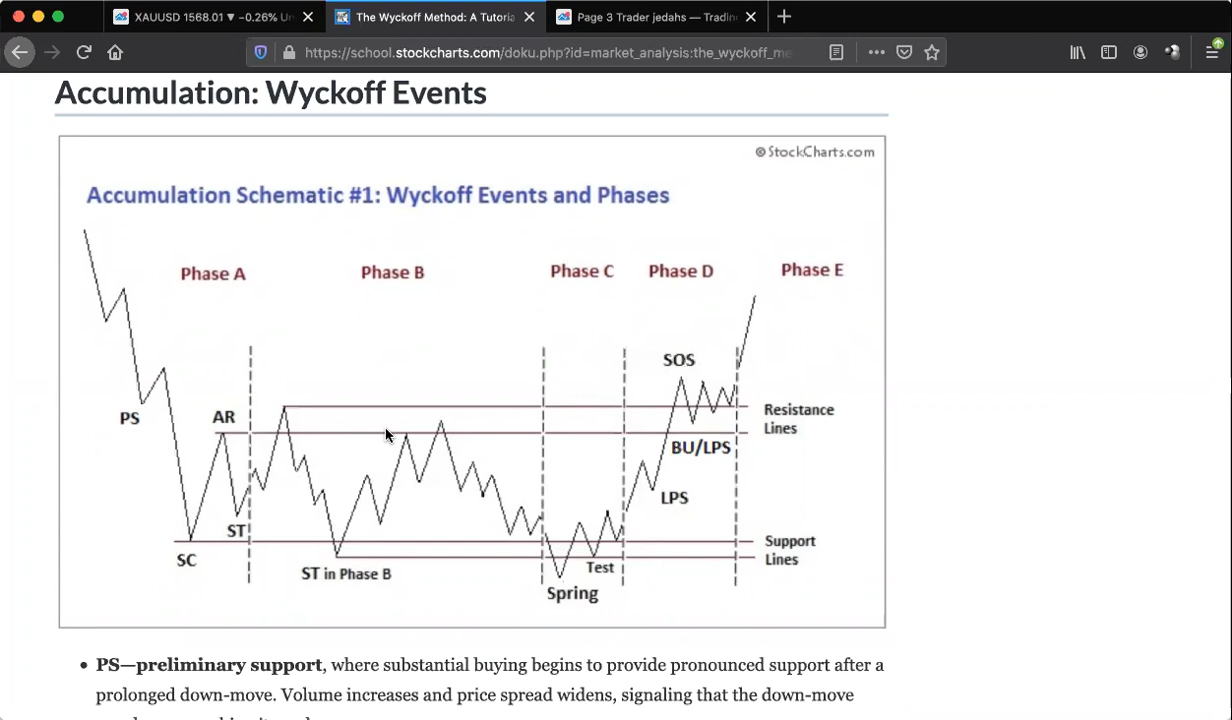 XAUUSD 1568.01 ▼ −0.26% Un
The Wyckoff Method: A Tutoria
Page 3 Trader jedahs — Trading
https://school.stockcharts.com/doku.php?id=market_analysis:the_wyckoff_me
Accumulation: Wyckoff Events
©StockCharts.com
Accumulation Schematic #1: Wyckoff Events and Phases
Phase A
Phase B
Phase C
Phase D
Phase E
SOS
PS
AR
Resistance
Lines
BU/LPS
LPS
ST
Support
Lines
SC
ST in Phase B
Test
Spring
• PS—preliminary support, where substantial buying begins to provide pronounced support after a
prolonged down-move. Volume increases and price spread widens, signaling that the down-move